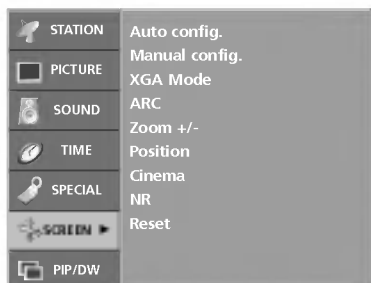 STATION
PICTURE
SOUND
TIME
SPECIAL
SCREEN
PIP/DW
Auto config.
Manual config.
XGA Mode
ARC
Zoom +/-
Position
Cinema
NR
Reset